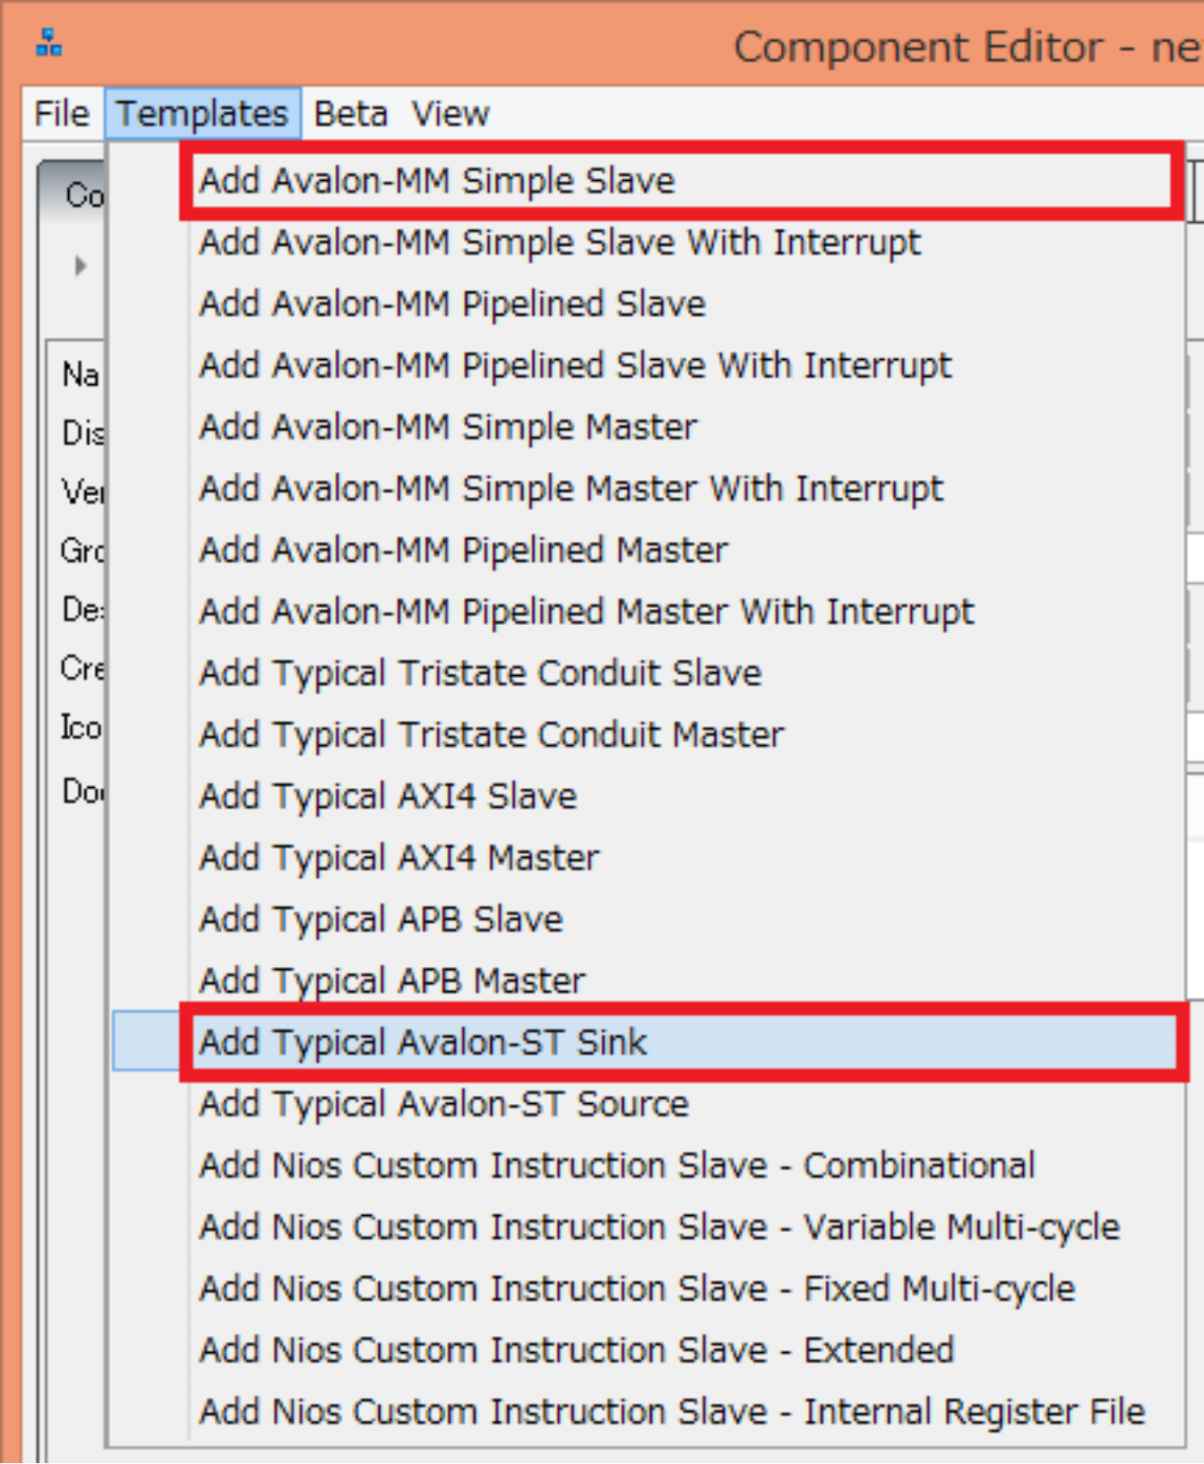 Component Editor - ne
File Templates Beta View
Co
Add Avalon-MM Simple Slave
Add Avalon-MM Simple Slave With Interrupt
Add Avalon-MM Pipelined Slave
Na
Add Avalon-MM Pipelined Slave With Interrupt
Dis
Add Avalon-MM Simple Master
Ver
Add Avalon-MM Simple Master With Interrupt
Gro
Add Avalon-MM Pipelined Master
Des
Add Avalon-MM Pipelined Master With Interrupt
Cre
Add Typical Tristate Conduit Slave
Ico
Add Typical Tristate Conduit Master
Do
Add Typical AXI4 Slave
Add Typical AXI4 Master
Add Typical APB Slave
Add Typical APB Master
Add Typical Avalon-ST Sink
Add Typical Avalon-ST Source
Add Nios Custom Instruction Slave - Combinational
Add Nios Custom Instruction Slave - Variable Multi-cycle
Add Nios Custom Instruction Slave - Fixed Multi-cycle
Add Nios Custom Instruction Slave - Extended
Add Nios Custom Instruction Slave - Internal Register File